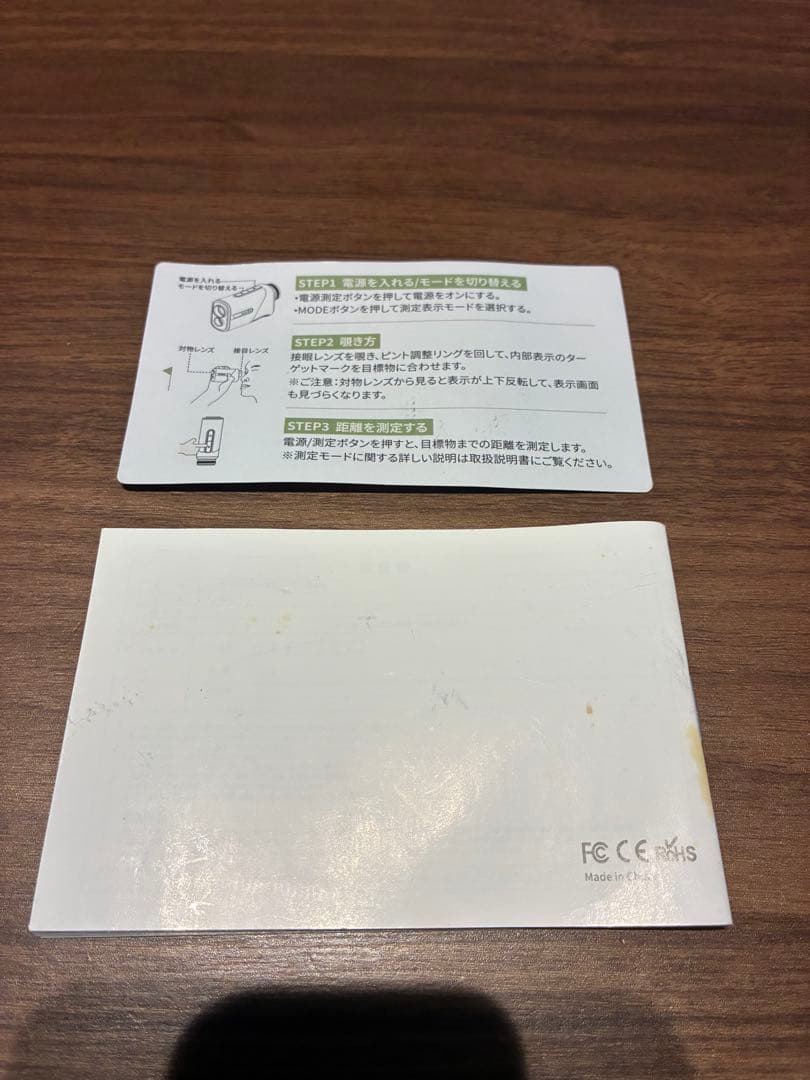 電源を入れる
モードを切り替える
STEP1 電源を入れる/モードを切り替える
・電源測定ボタンを押して電源をオンにする。
・MODEボタンを押して測定表示モードを選択する。
対物レンズ 接目レンズ
STEP2 覗き方
接眼レンズを覗き、ピント調整リングを回して、内部表示のター
ゲットマークを目標物に合わせます。
※ご注意：対物レンズから見ると表示が上下反転して、表示画面
も見づらくなります。
STEP3 距離を測定する
電源/測定ボタンを押すと、目標物までの距離を測定します。
※測定モードに関する詳しい説明は取扱説明書にご覧ください。
FC CE RoHS
Made in China